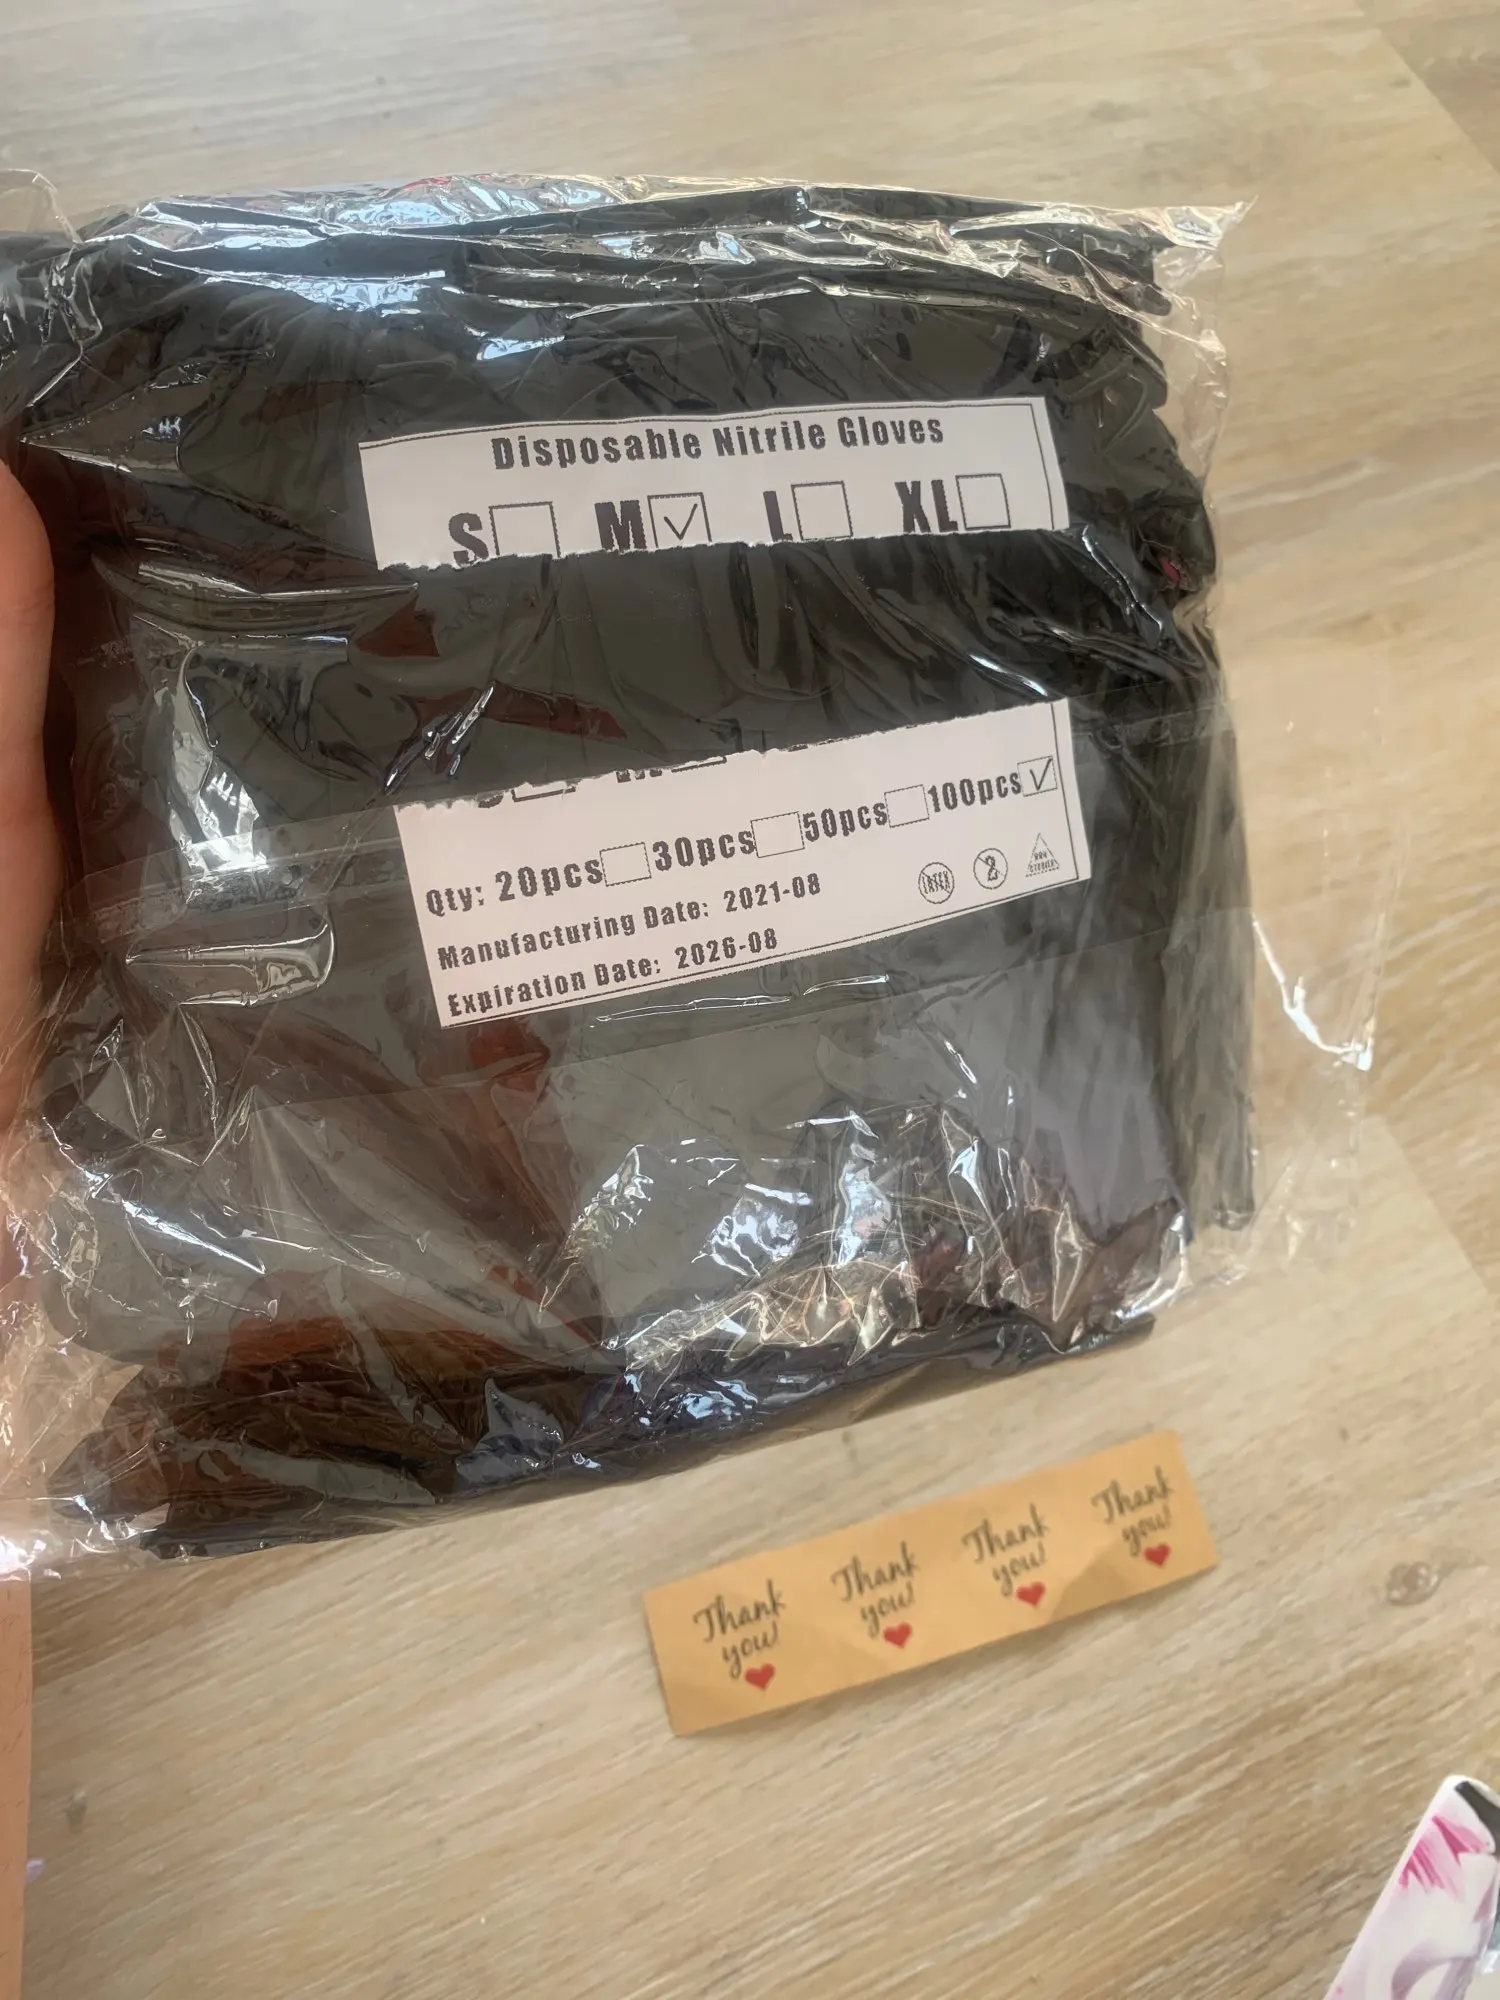 Disposable Nitrile Gloves
S M L XL
Qty: 20pcs 30pcs 50pcs 100pcs
Manufacturing Date: 2021-08
Expiration Date: 2026-08
LATEX
Thank
you!
Thank
you!
Thank
you!
Thank
you!